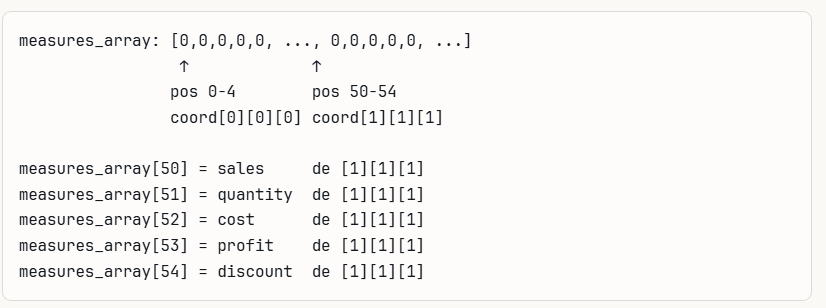 measures_array: [0,0,0,0,0, ..., 0,0,0,0,0, ...]
↑ ↑
pos 0-4 pos 50-54
coord[0][0][0] coord[1][1][1]
measures_array[50] = sales de [1][1][1]
measures_array[51] = quantity de [1][1][1]
measures_array[52] = cost de [1][1][1]
measures_array[53] = profit de [1][1][1]
measures_array[54] = discount de [1][1][1]